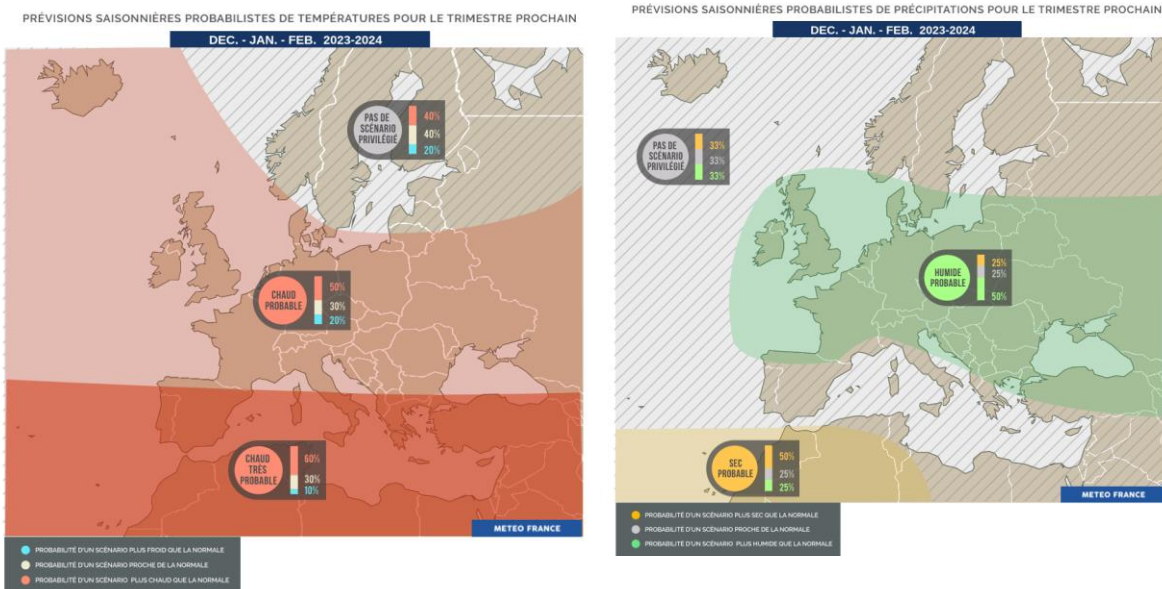 PRÉVISIONS SAISONNIÈRES PROBABILISTES DE TEMPÉRATURES POUR LE TRIMESTRE PROCHAIN
DEC. - JAN. - FEB. 2023-2024
PAS DE
SCÉNARIO
PRIVILÉGIÉ
40%
40%
20%
CHAUD
PROBABLE
50%
30%
20%
CHAUD
TRÈS
PROBABLE
60%
30%
10%
METEO FRANCE
PROBABILITÉ D'UN SCÉNARIO PLUS FROID QUE LA NORMALE
PROBABILITÉ D'UN SCÉNARIO PROCHE DE LA NORMALE
PROBABILITÉ D'UN SCÉNARIO PLUS CHAUD QUE LA NORMALE
PRÉVISIONS SAISONNIÈRES PROBABILISTES DE PRÉCIPITATIONS POUR LE TRIMESTRE PROCHAIN
DEC. - JAN. - FEB. 2023-2024
PAS DE
SCÉNARIO
PRIVILÉGIÉ
33%
33%
33%
HUMIDE
PROBABLE
25%
25%
50%
SEC
PROBABLE
50%
25%
25%
METEO FRANCE
PROBABILITÉ D'UN SCÉNARIO PLUS SEC QUE LA NORMALE
PROBABILITÉ D'UN SCÉNARIO PROCHE DE LA NORMALE
PROBABILITÉ D'UN SCÉNARIO PLUS HUMIDE QUE LA NORMALE